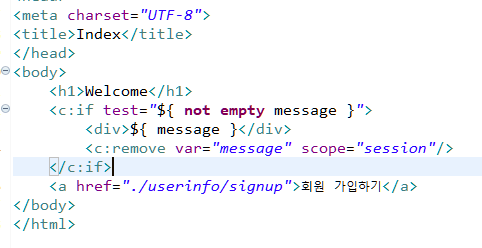 <meta charset="UTF-8">
<title>Index</title>
</head>
<body>
<h1>Welcome</h1>
<c:if test="${ not empty message }">
<div>${ message }</div>
<c:remove var="message" scope="session"/>
</c:if>
<a href="./userinfo/signup">회원 가입하기</a>
</body>
</html>